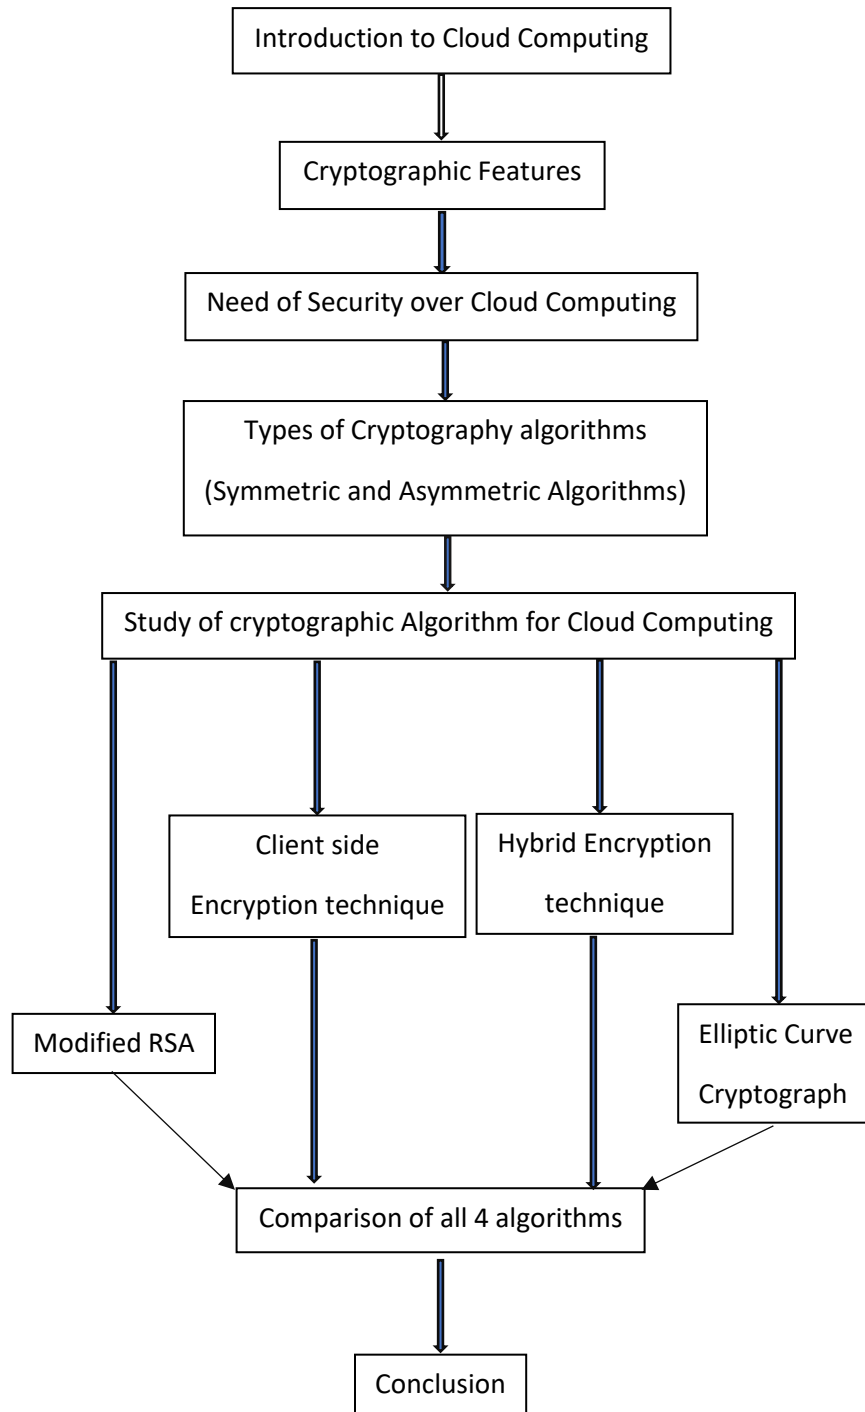 Introduction to Cloud Computing
Cryptographic Features
Need of Security over Cloud Computing
Types of Cryptography algorithms
(Symmetric and Asymmetric Algorithms)
Study of cryptographic Algorithm for Cloud Computing
Client side
Encryption technique
Hybrid Encryption
technique
Modified RSA
Elliptic Curve
Cryptograph
Comparison of all 4 algorithms
Conclusion